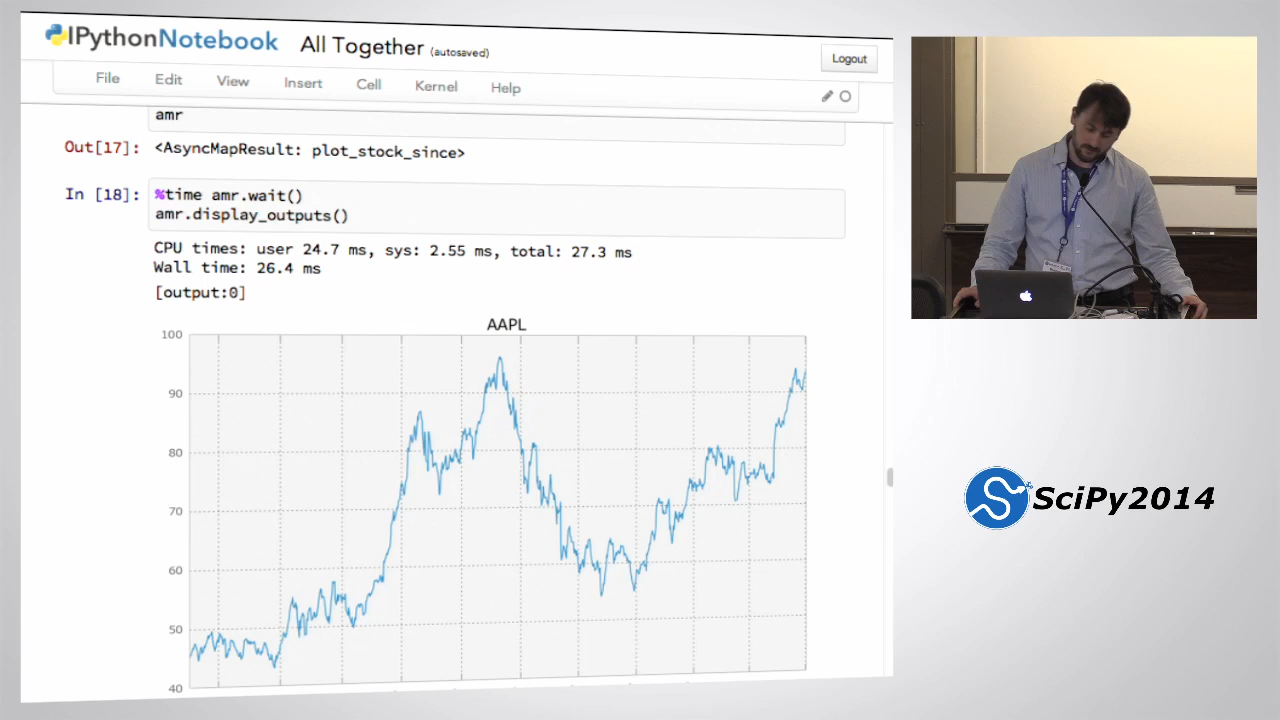 IPythonNotebook All Together (autosaved)
Logout
File Edit View Insert Cell Kernel Help
amr
Out[17]: <AsyncMapResult: plot_stock_since>
In [18]: %time amr.wait()
amr.display_outputs()
CPU times: user 24.7 ms, sys: 2.55 ms, total: 27.3 ms
Wall time: 26.4 ms
[output:0]
AAPL
100
90
80
70
60
50
40
SciPy2014